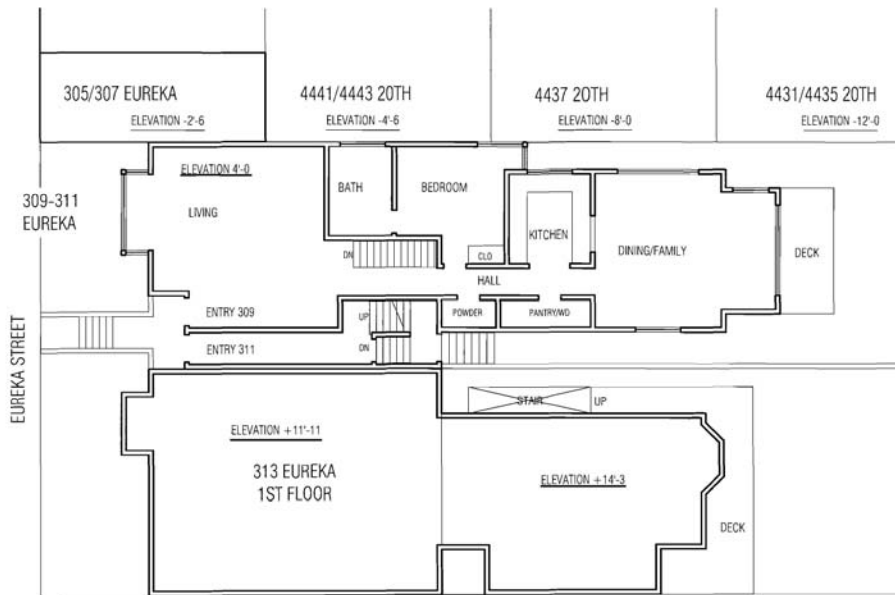 305/307 EUREKA
4441/4443 20TH
4437 20TH
4431/4435 20TH
ELEVATION -2'-6
ELEVATION -4'-6
ELEVATION -8'-0
ELEVATION -12'-0
ELEVATION 4'-0
309-311
EUREKA
LIVING
BATH
BEDROOM
KITCHEN
DINING/FAMILY
DECK
DN
CLO
HALL
ENTRY 309
UP
POWDER
PANTRY/WD
ENTRY 311
DN
EUREKA STREET
STAIR
UP
ELEVATION +11'-11
313 EUREKA
1ST FLOOR
ELEVATION +14'-3
DECK